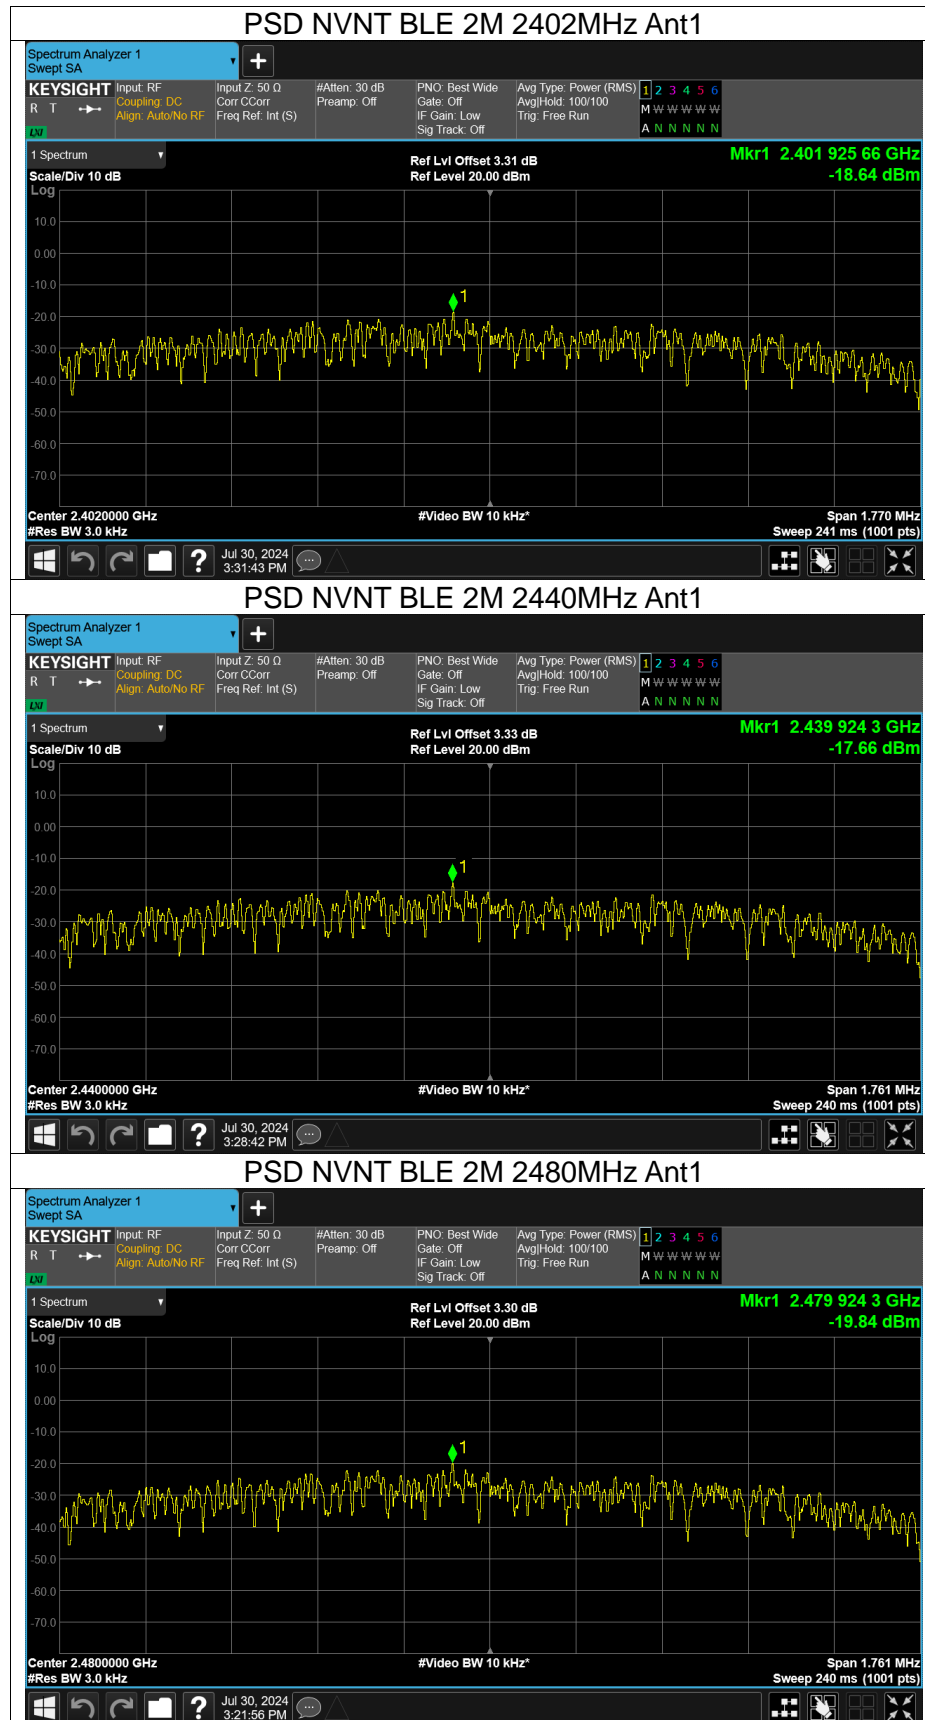 PSD NVNT BLE 2M 2402MHz Ant1
Spectrum Analyzer 1
Swept SA
+
KEYSIGHT
R T
LXI
Input: RF
Coupling: DC
Align: Auto/No RF
Input Z: 50 Ω
Corr CCorr
Freq Ref: Int (S)
#Atten: 30 dB
Preamp: Off
PNO: Best Wide
Gate: Off
IF Gain: Low
Sig Track: Off
Avg Type: Power (RMS)
Avg|Hold: 100/100
Trig: Free Run
1 2 3 4 5 6
M W W W W W
A N N N N N
1 Spectrum
Scale/Div 10 dB
Ref Lvl Offset 3.31 dB
Ref Level 20.00 dBm
Mkr1 2.401 925 66 GHz
-18.64 dBm
Log
10.0
0.00
-10.0
-20.0
-30.0
-40.0
-50.0
-60.0
-70.0
1
Center 2.4020000 GHz
#Res BW 3.0 kHz
#Video BW 10 kHz*
Span 1.770 MHz
Sweep 241 ms (1001 pts)
?
Jul 30, 2024
3:31:43 PM
PSD NVNT BLE 2M 2440MHz Ant1
Spectrum Analyzer 1
Swept SA
+
KEYSIGHT
R T
LXI
Input: RF
Coupling: DC
Align: Auto/No RF
Input Z: 50 Ω
Corr CCorr
Freq Ref: Int (S)
#Atten: 30 dB
Preamp: Off
PNO: Best Wide
Gate: Off
IF Gain: Low
Sig Track: Off
Avg Type: Power (RMS)
Avg|Hold: 100/100
Trig: Free Run
1 2 3 4 5 6
M W W W W W
A N N N N N
1 Spectrum
Scale/Div 10 dB
Ref Lvl Offset 3.33 dB
Ref Level 20.00 dBm
Mkr1 2.439 924 3 GHz
-17.66 dBm
Log
10.0
0.00
-10.0
-20.0
-30.0
-40.0
-50.0
-60.0
-70.0
1
Center 2.4400000 GHz
#Res BW 3.0 kHz
#Video BW 10 kHz*
Span 1.761 MHz
Sweep 240 ms (1001 pts)
?
Jul 30, 2024
3:28:42 PM
PSD NVNT BLE 2M 2480MHz Ant1
Spectrum Analyzer 1
Swept SA
+
KEYSIGHT
R T
LXI
Input: RF
Coupling: DC
Align: Auto/No RF
Input Z: 50 Ω
Corr CCorr
Freq Ref: Int (S)
#Atten: 30 dB
Preamp: Off
PNO: Best Wide
Gate: Off
IF Gain: Low
Sig Track: Off
Avg Type: Power (RMS)
Avg|Hold: 100/100
Trig: Free Run
1 2 3 4 5 6
M W W W W W
A N N N N N
1 Spectrum
Scale/Div 10 dB
Ref Lvl Offset 3.30 dB
Ref Level 20.00 dBm
Mkr1 2.479 924 3 GHz
-19.84 dBm
Log
10.0
0.00
-10.0
-20.0
-30.0
-40.0
-50.0
-60.0
-70.0
1
Center 2.4800000 GHz
#Res BW 3.0 kHz
#Video BW 10 kHz*
Span 1.761 MHz
Sweep 240 ms (1001 pts)
?
Jul 30, 2024
3:21:56 PM